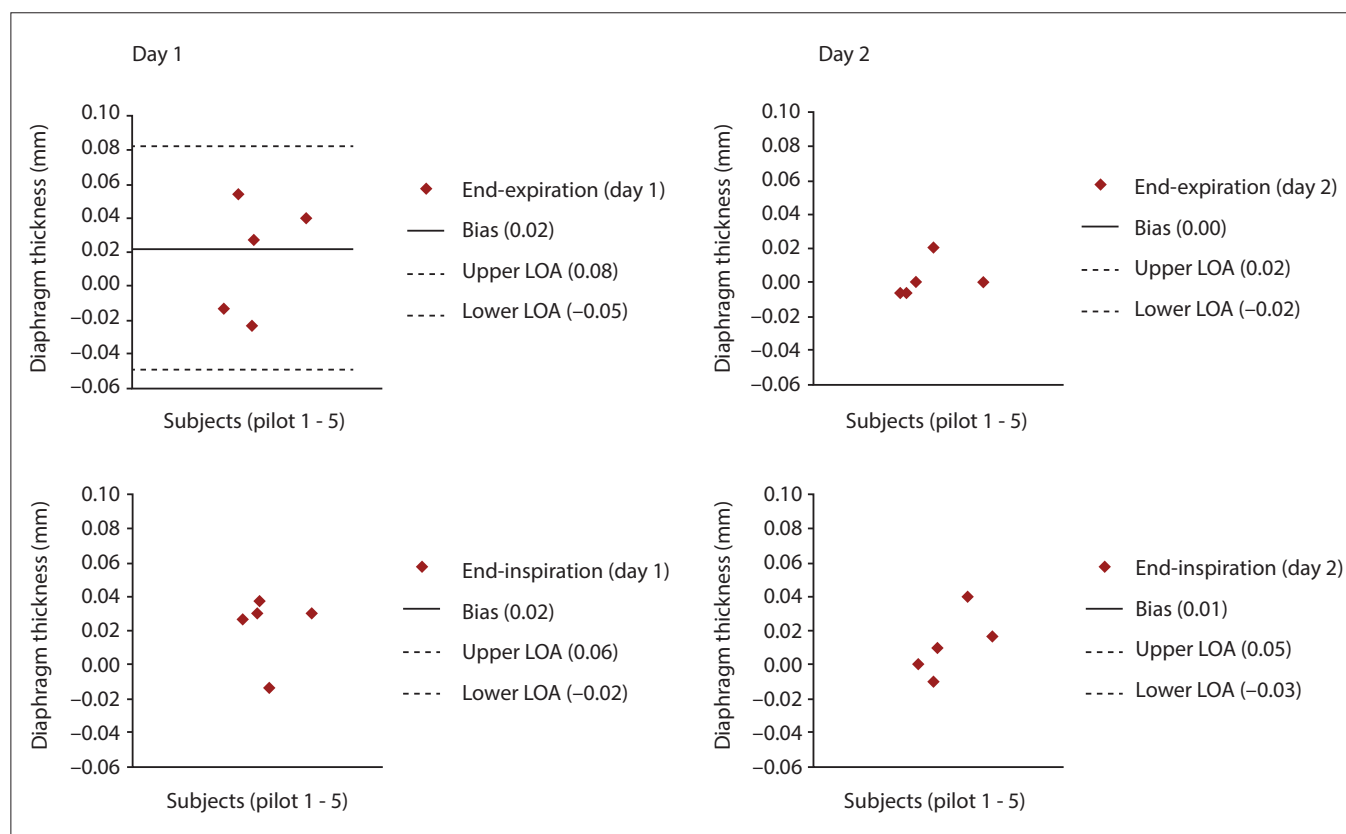 Day 1
Diaphragm thickness (mm)
0.10
0.08
0.06
0.04
0.02
0.00
–0.02
–0.04
–0.06
Subjects (pilot 1 - 5)
End-expiration (day 1)
Bias (0.02)
Upper LOA (0.08)
Lower LOA (–0.05)
Day 2
Diaphragm thickness (mm)
0.10
0.08
0.06
0.04
0.02
0.00
–0.02
–0.04
–0.06
Subjects (pilot 1 - 5)
End-expiration (day 2)
Bias (0.00)
Upper LOA (0.02)
Lower LOA (–0.02)
Diaphragm thickness (mm)
0.10
0.08
0.06
0.04
0.02
0.00
–0.02
–0.04
–0.06
Subjects (pilot 1 - 5)
End-inspiration (day 1)
Bias (0.02)
Upper LOA (0.06)
Lower LOA (–0.02)
Diaphragm thickness (mm)
0.10
0.08
0.06
0.04
0.02
0.00
–0.02
–0.04
–0.06
Subjects (pilot 1 - 5)
End-inspiration (day 2)
Bias (0.01)
Upper LOA (0.05)
Lower LOA (–0.03)